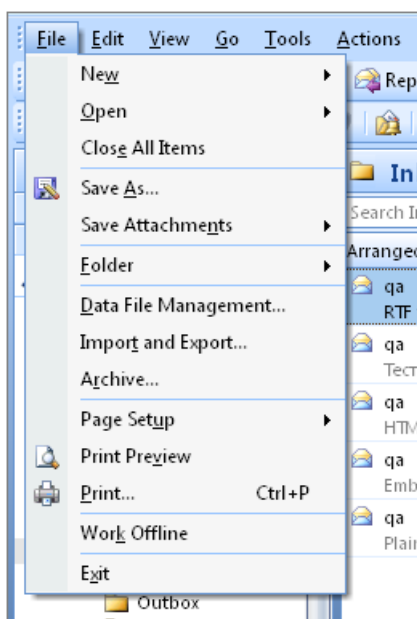 File Edit View Go Tools Actions
New
Rep
Open
Close All Items
In
Save As...
Search In
Save Attachments
Arranged
Folder
qa
Data File Management...
RTF
Import and Export...
qa
Archive...
Тест
qa
Page Setup
HTM
Print Preview
qa
Print... Ctrl+P
Emb
qa
Work Offline
Plain
Exit
Outbox